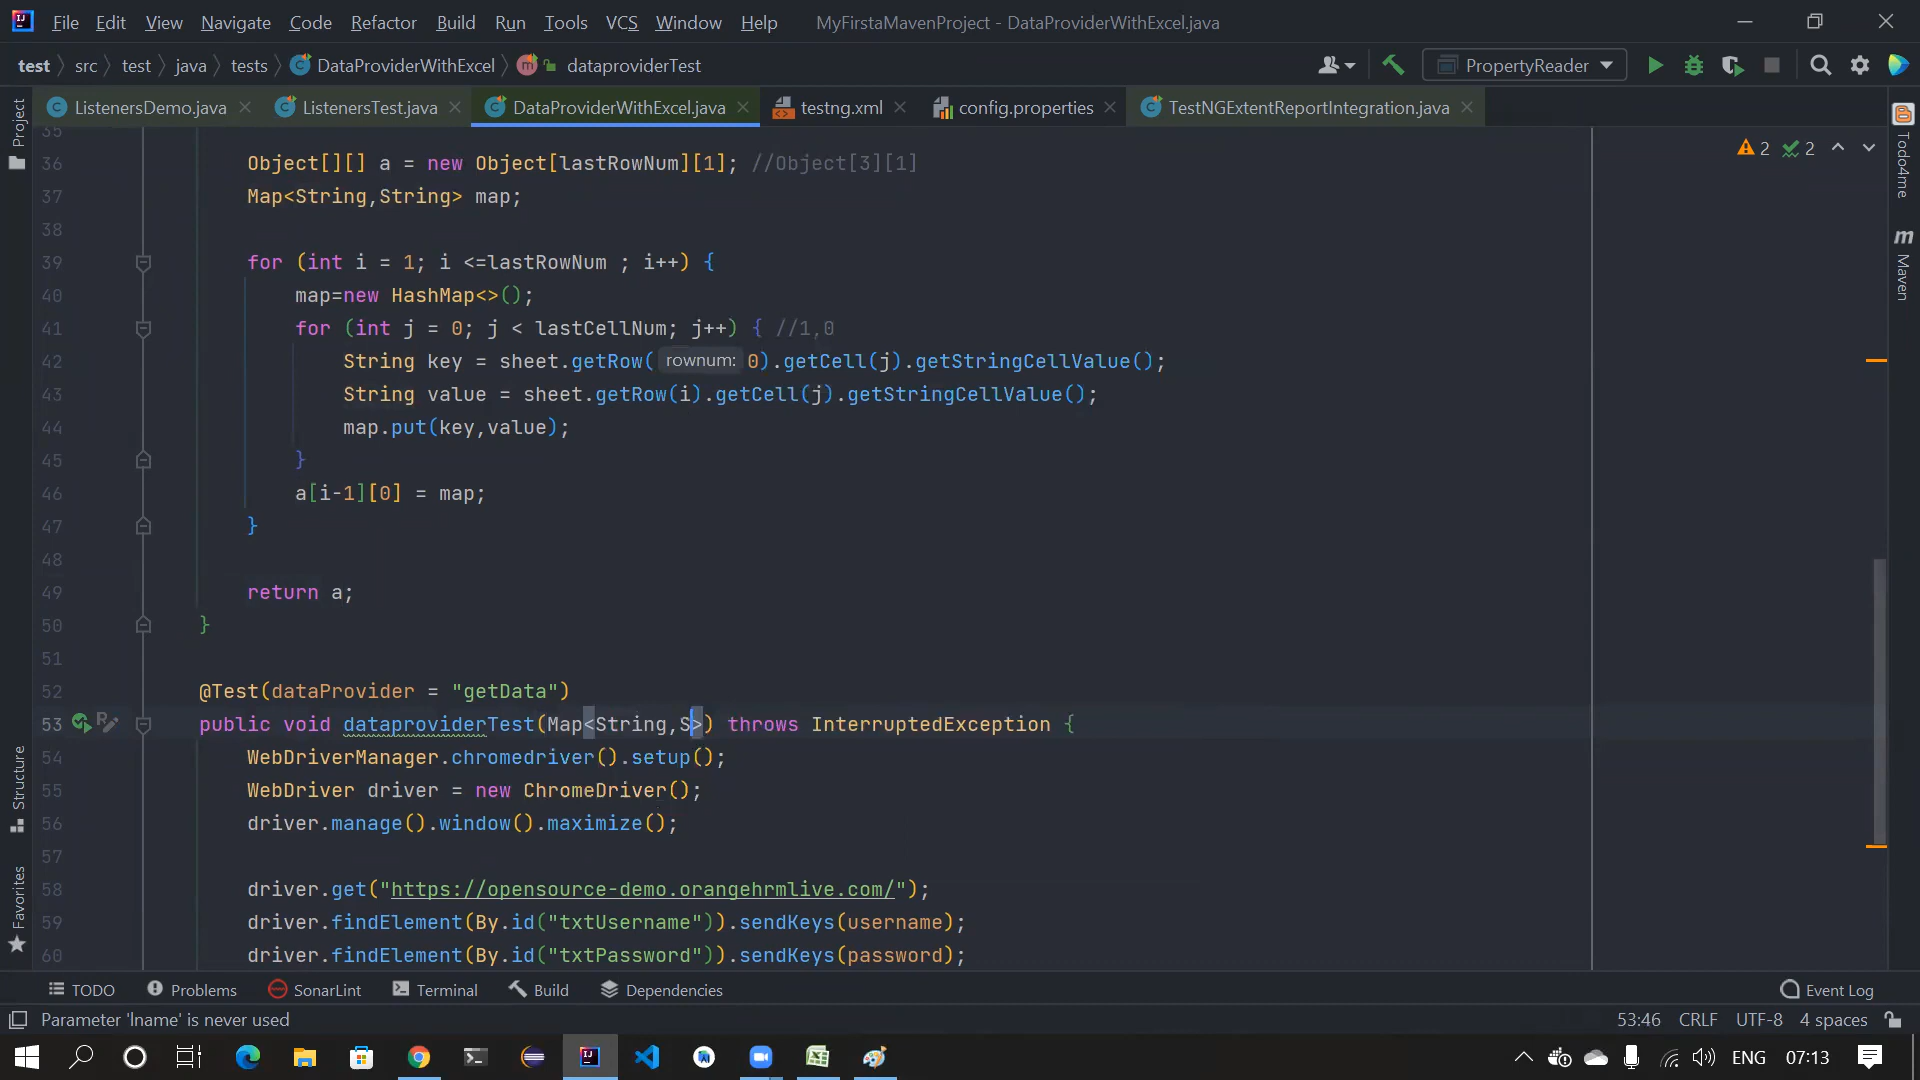 File Edit View Navigate Code Refactor Build Run Tools VCS Window Help MyFirstaMavenProject - DataProviderWithExcel.java
test src test java tests DataProviderWithExcel dataproviderTest PropertyReader
ListenersDemo.java ListenersTest.java DataProviderWithExcel.java testng.xml config.properties TestNGExtentReportIntegration.java
Project
Structure
Favorites
Todo4me
Maven
2 2
35
36 Object[][] a = new Object[lastRowNum][1]; //Object[3][1]
37 Map<String,String> map;
38
39 for (int i = 1; i <=lastRowNum ; i++) {
40 map=new HashMap<>();
41 for (int j = 0; j < lastCellNum; j++) { //1,0
42 String key = sheet.getRow( rownum: 0).getCell(j).getStringCellValue();
43 String value = sheet.getRow(i).getCell(j).getStringCellValue();
44 map.put(key,value);
45 }
46 a[i-1][0] = map;
47 }
48
49 return a;
50 }
51
52 @Test(dataProvider = "getData")
53 public void dataproviderTest(Map<String,S>) throws InterruptedException {
54 WebDriverManager.chromedriver().setup();
55 WebDriver driver = new ChromeDriver();
56 driver.manage().window().maximize();
57
58 driver.get("https://opensource-demo.orangehrmlive.com/");
59 driver.findElement(By.id("txtUsername")).sendKeys(username);
60 driver.findElement(By.id("txtPassword")).sendKeys(password);
TODO Problems SonarLint Terminal Build Dependencies Event Log
Parameter 'lname' is never used 53:46 CRLF UTF-8 4 spaces
ENG 07:13